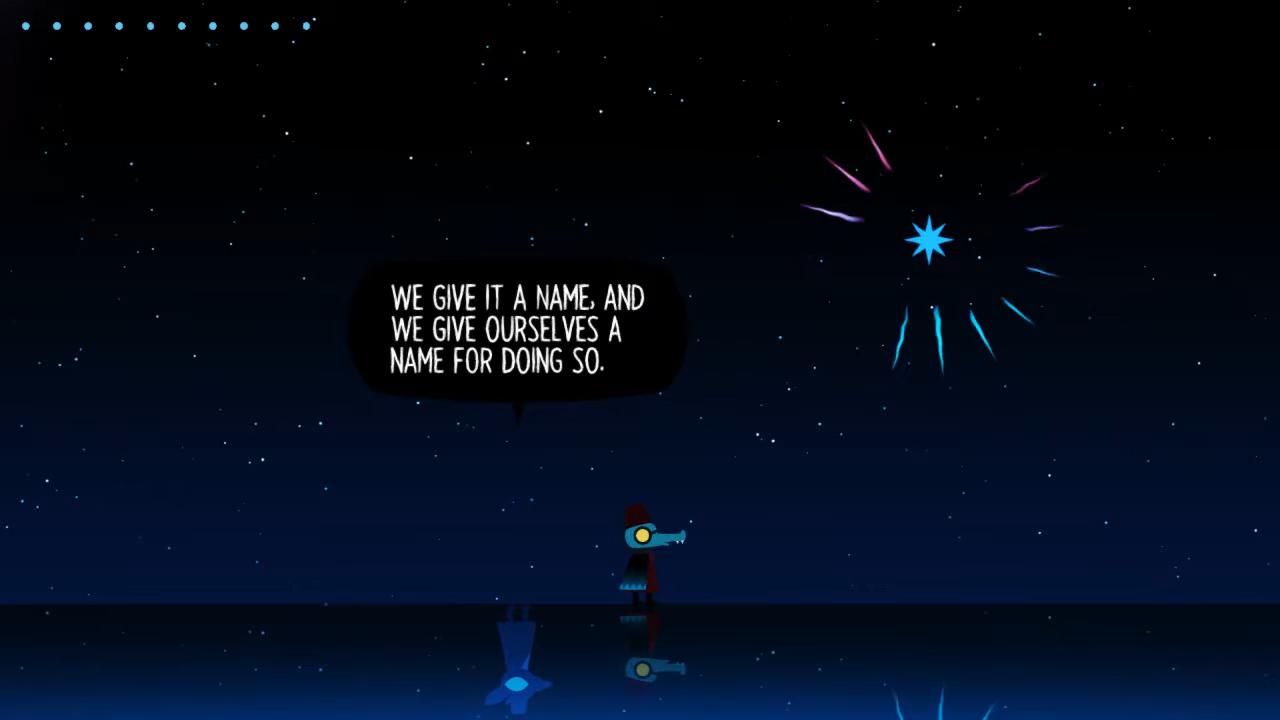 WE GIVE IT A NAME, AND
WE GIVE OURSELVES A
NAME FOR DOING SO.